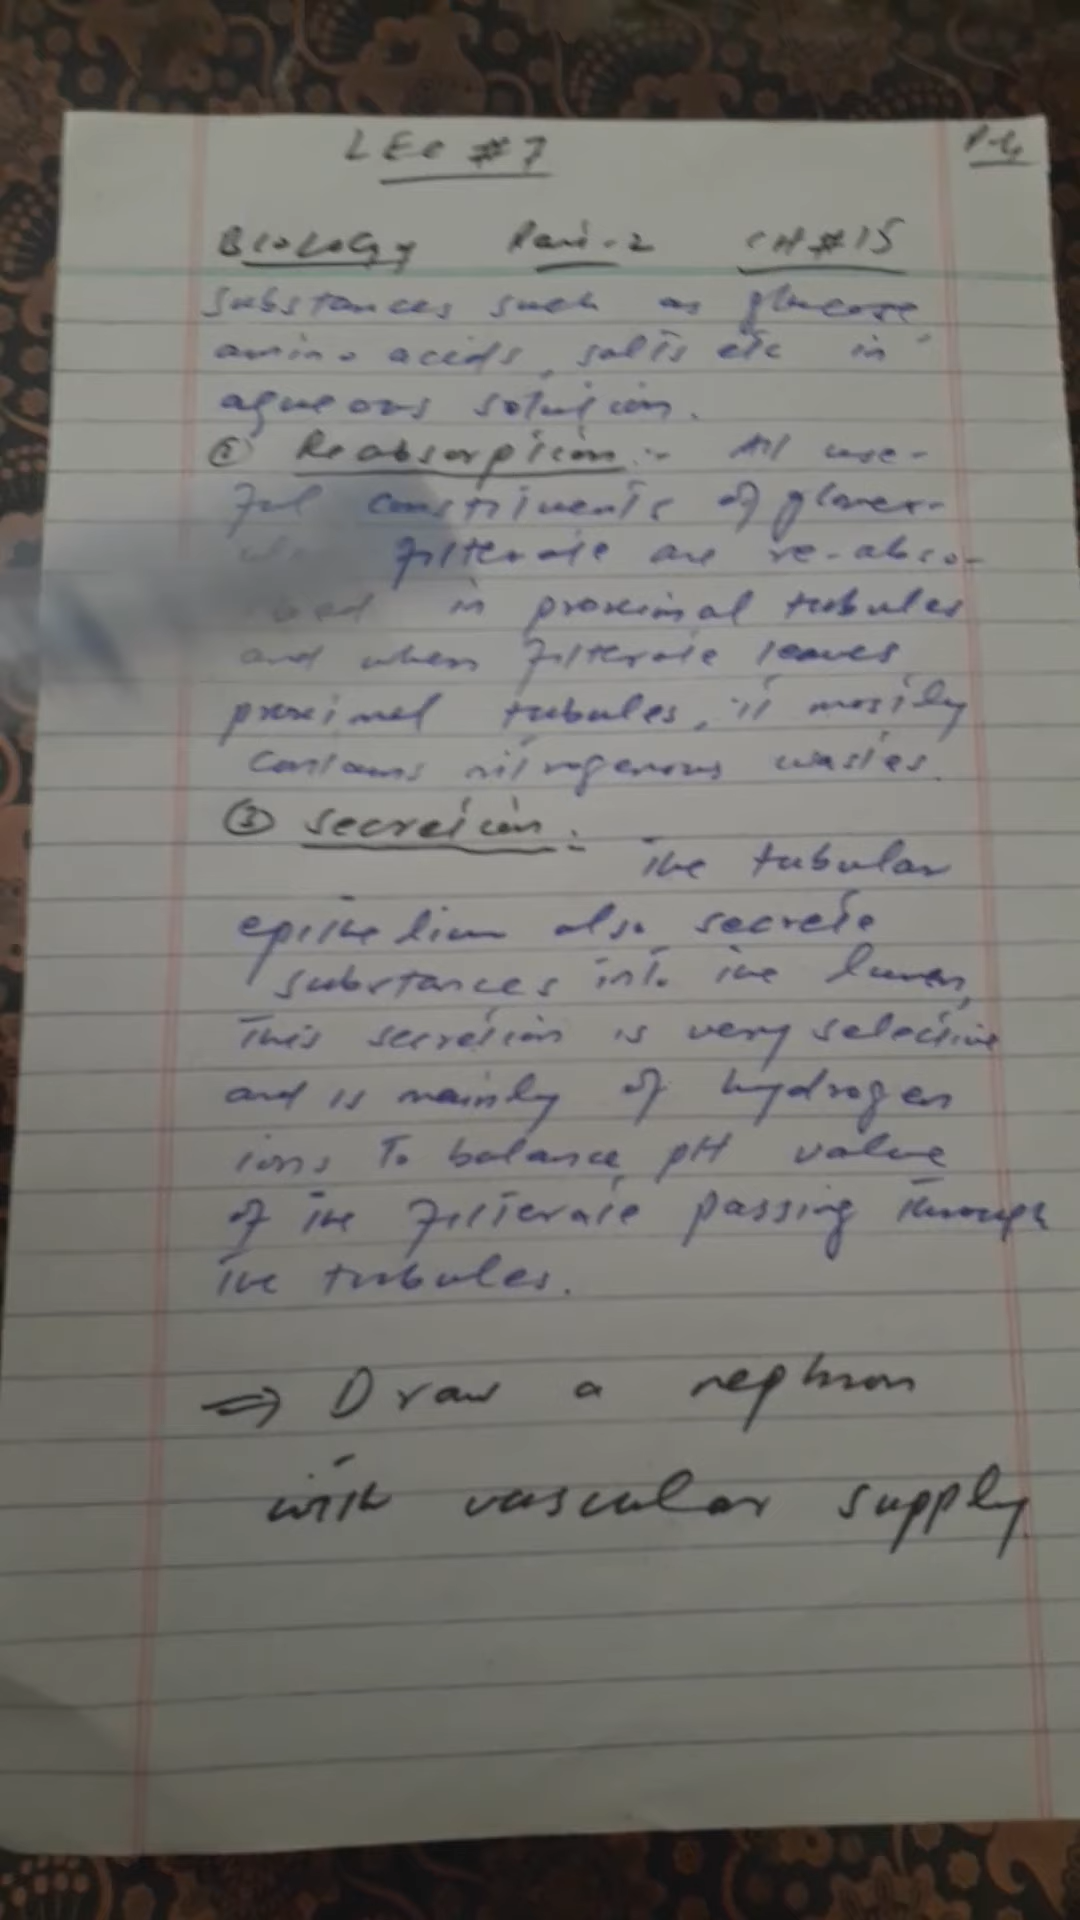 LEc #7
P-4
Biology Part-2 CH#15
substances such as glucose,
amino acids, salts etc in
aqueous solution.
② Reabsorption:- All use-
ful constituents of glomer-
filterate are re-abso-
in proximal tubules
and when filterate leaves
proximal tubules, it mostly
contains nitrogenous wastes.
③ Secretion:-
The tubular
epithelium also secrete
substances into the lumen,
This secretion is very selective
and is mainly of hydrogen
ions To balance pH value
of the filterate passing through
the tubules.
⇒ Draw a nephron
with vascular supply